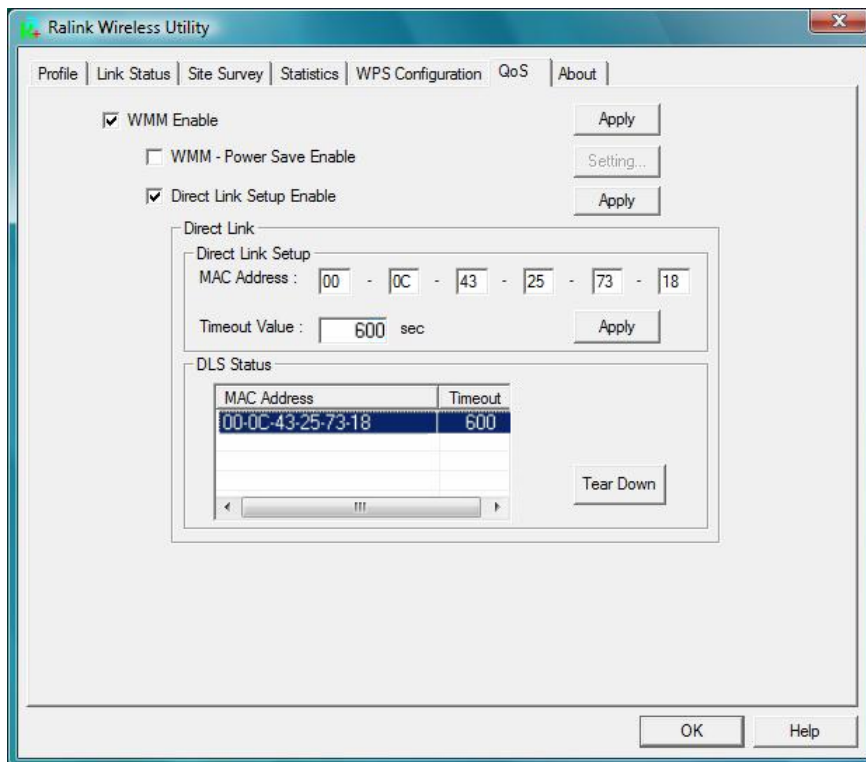 Ralink Wireless Utility
Profile Link Status Site Survey Statistics WPS Configuration QoS About
WMM Enable Apply
WMM - Power Save Enable Setting...
Direct Link Setup Enable Apply
Direct Link
Direct Link Setup
MAC Address : 00 - 0C - 43 - 25 - 73 - 18
Timeout Value : 600 sec Apply
DLS Status
MAC Address Timeout
00-0C-43-25-73-18 600
Tear Down
OK Help